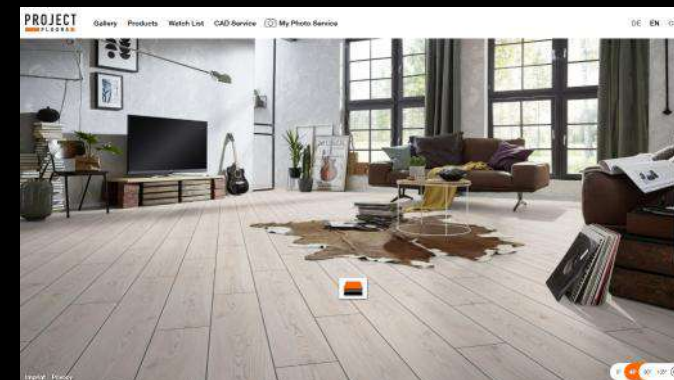 PROJECT
FLOORS
Gallery Products Watch List CAD-Service My Photo Service
DE EN
Imprint Privacy